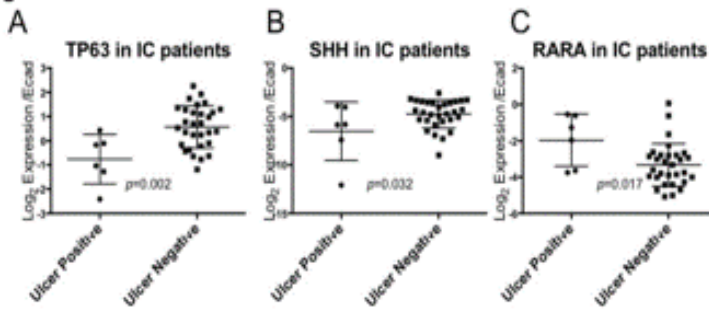 A
TP63 in IC patients
Log2 Expression /Ecad
3
2
1
0
-1
-2
-3
p=0.002
Ulcer Positive
Ulcer Negative
B
SHH in IC patients
Log2 Expression /Ecad
0
-5
-10
-15
p=0.032
Ulcer Positive
Ulcer Negative
C
RARA in IC patients
Log2 Expression /Ecad
2
0
-2
-4
-6
p=0.017
Ulcer Positive
Ulcer Negative